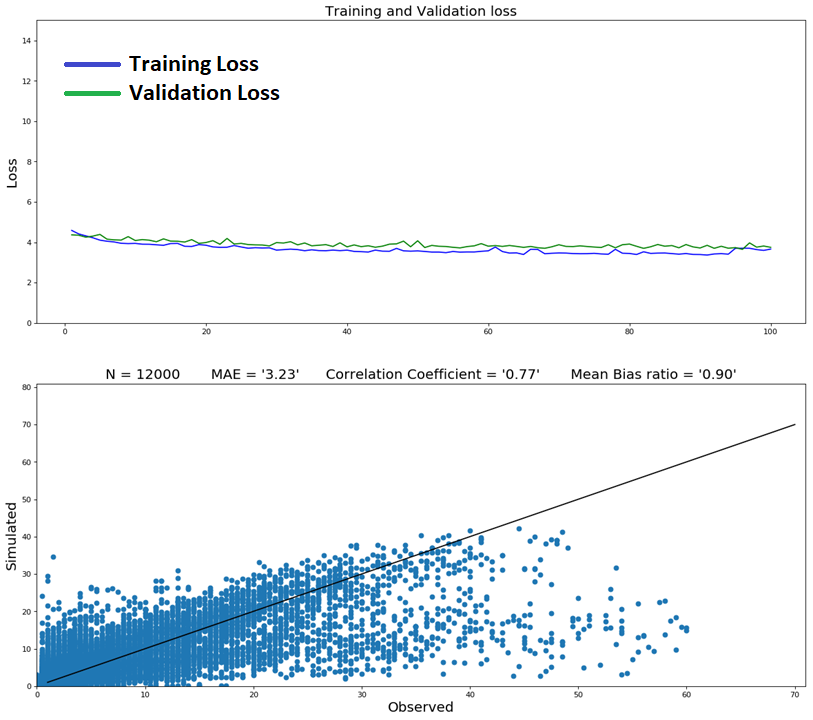 Training and Validation loss
14
12
10
8
6
4
2
0
Loss
Training Loss
Validation Loss
0 20 40 60 80 100
N = 12000 MAE = '3.23' Correlation Coefficient = '0.77' Mean Bias ratio = '0.90'
80
70
60
50
40
30
20
10
0
Simulated
0 10 20 30 40 50 60 70
Observed